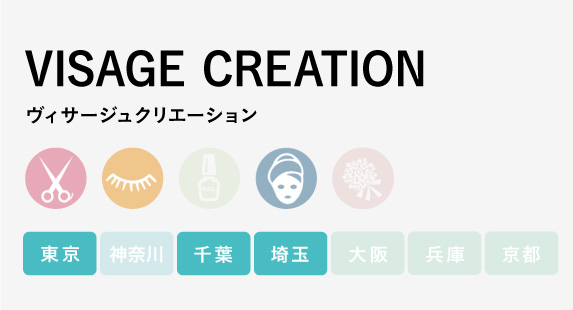 VISAGE CREATION
ヴィサージュクリエーション
東京 神奈川 千葉 埼玉 大阪 兵庫 京都